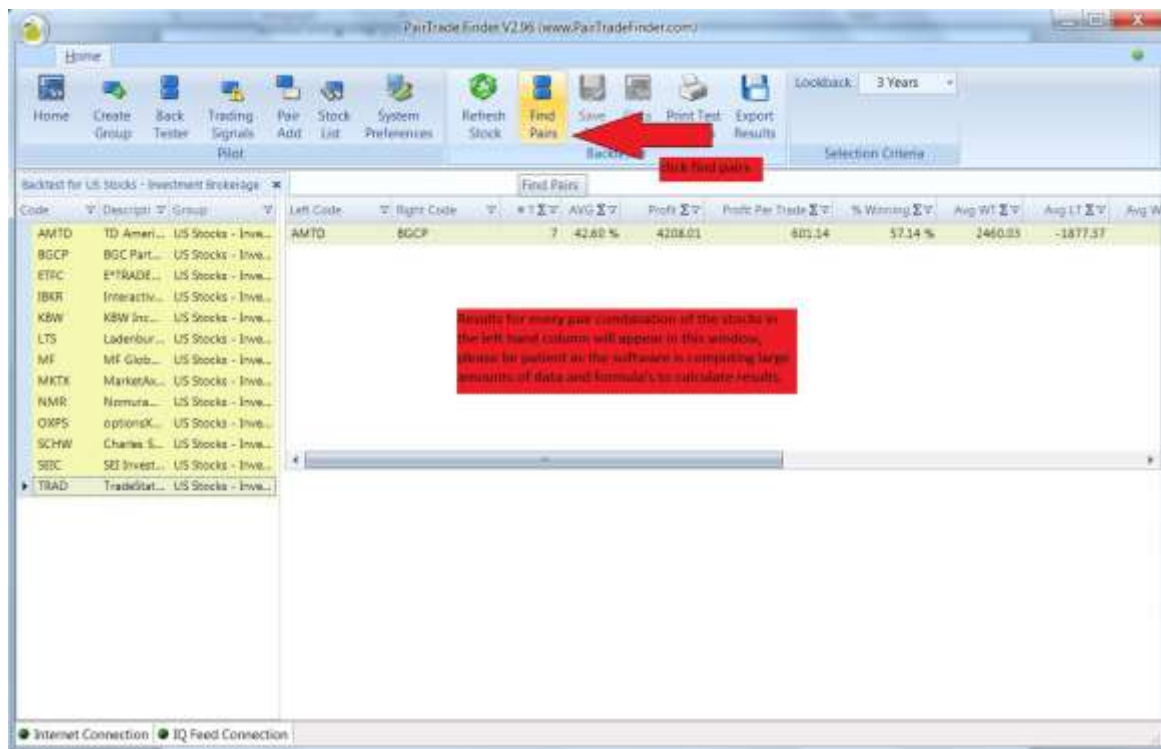 PairTrade Finder V2.96 (www.PairTradeFinder.com)
Home
Home
Create Group
Back Tester
Trading Signals
Pair Add
Stock List
System Preferences
Refresh Stock
Find Pairs
Save
Print Test
Export Results
Lookback 3 Years
Pilot
Selection Criteria
click find pairs
Backtest for US Stocks - Investment Brokerage
Find Pairs
Code Descripti Group Left Code Right Code # T AVG Profit Profit Per Trade % Winning Avg WT Avg LT Avg W
AMTD TD Ameri... US Stocks - Inve... AMTD BGCP 7 42.60 % 4208.01 601.14 57.14 % 2460.03 -1877.37
BGCP BGC Part... US Stocks - Inve...
ETFC E*TRADE... US Stocks - Inve...
IBKR Interactiv... US Stocks - Inve...
KBW KBW Inc... US Stocks - Inve...
LTS Ladenbur... US Stocks - Inve...
MF MF Glob... US Stocks - Inve...
MKTX MarketAx... US Stocks - Inve...
NMR Nomura... US Stocks - Inve...
OXPS optionsX... US Stocks - Inve...
SCHW Charles S... US Stocks - Inve...
SEIC SEI Invest... US Stocks - Inve...
TRAD TradeStat... US Stocks - Inve...
Results for every pair combination of the stocks in
the left hand column will appear in this window,
please be patient as the software is computing large
amounts of data and formula's to calculate results.
Internet Connection IQ Feed Connection